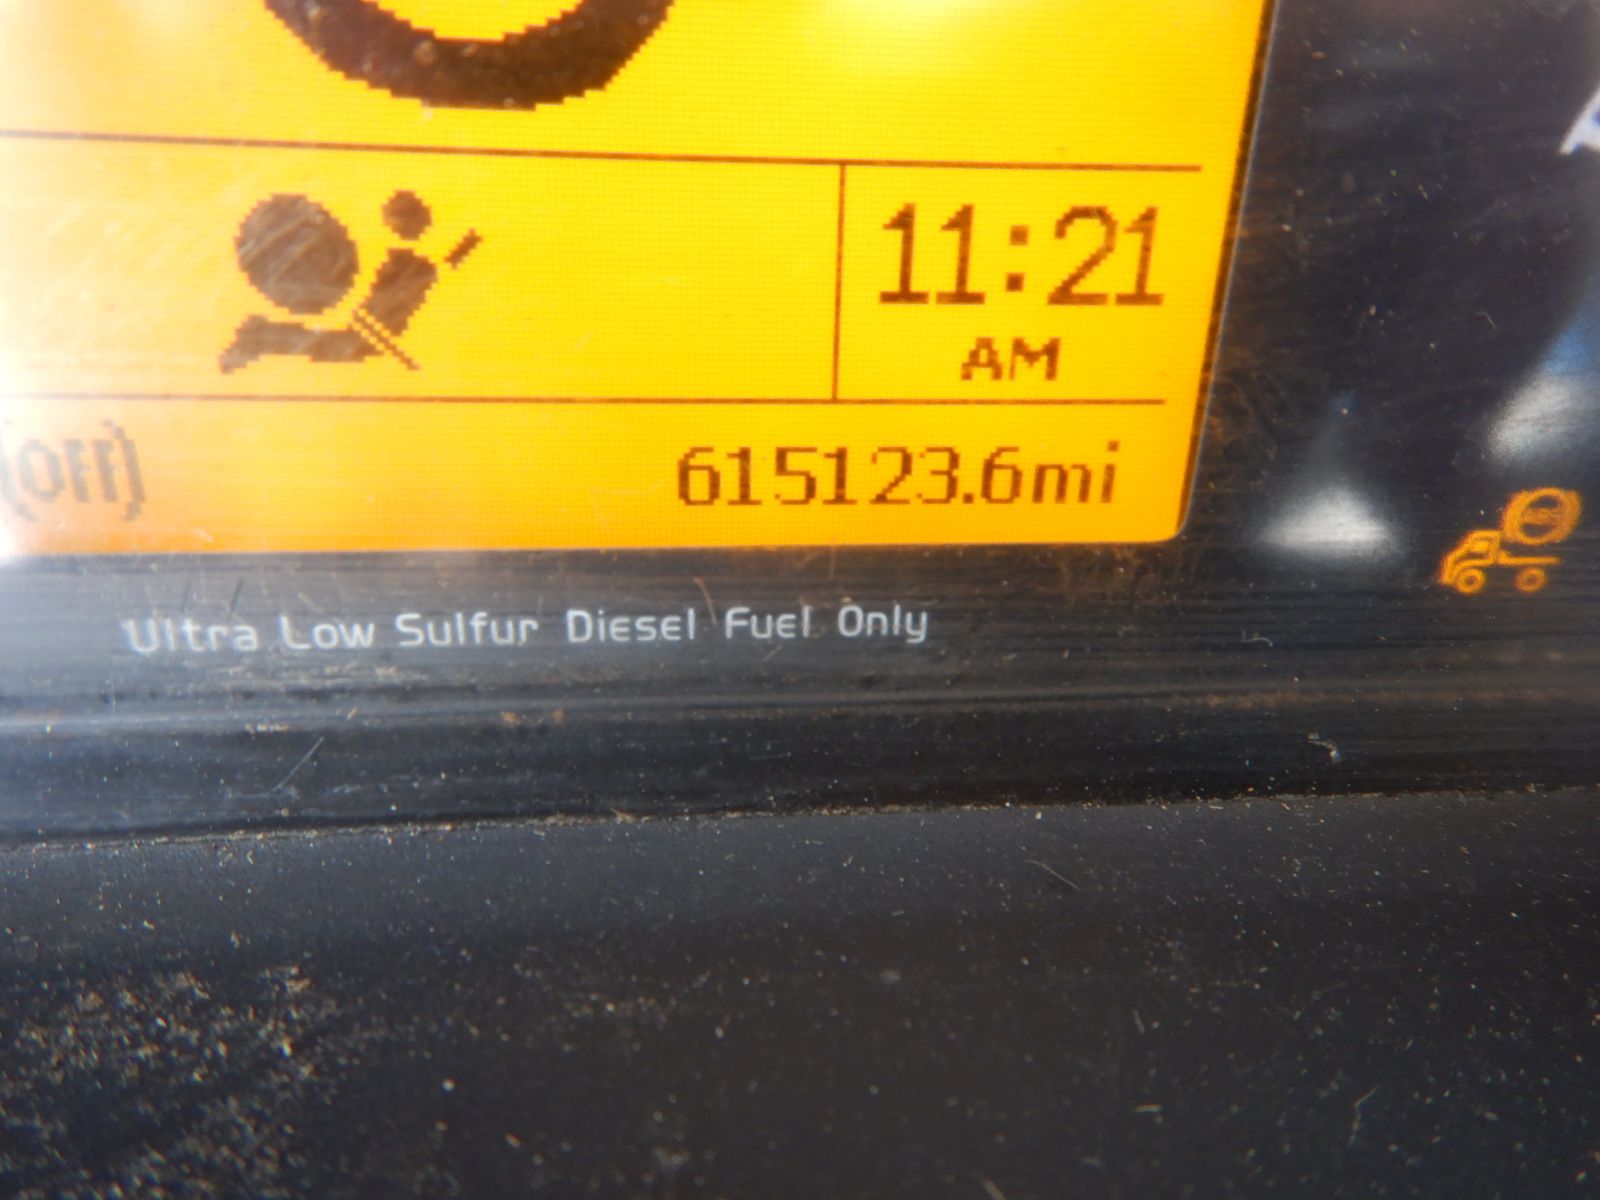 11:21
AM
(Off)
615123.6mi
Ultra Low Sulfur Diesel Fuel Only